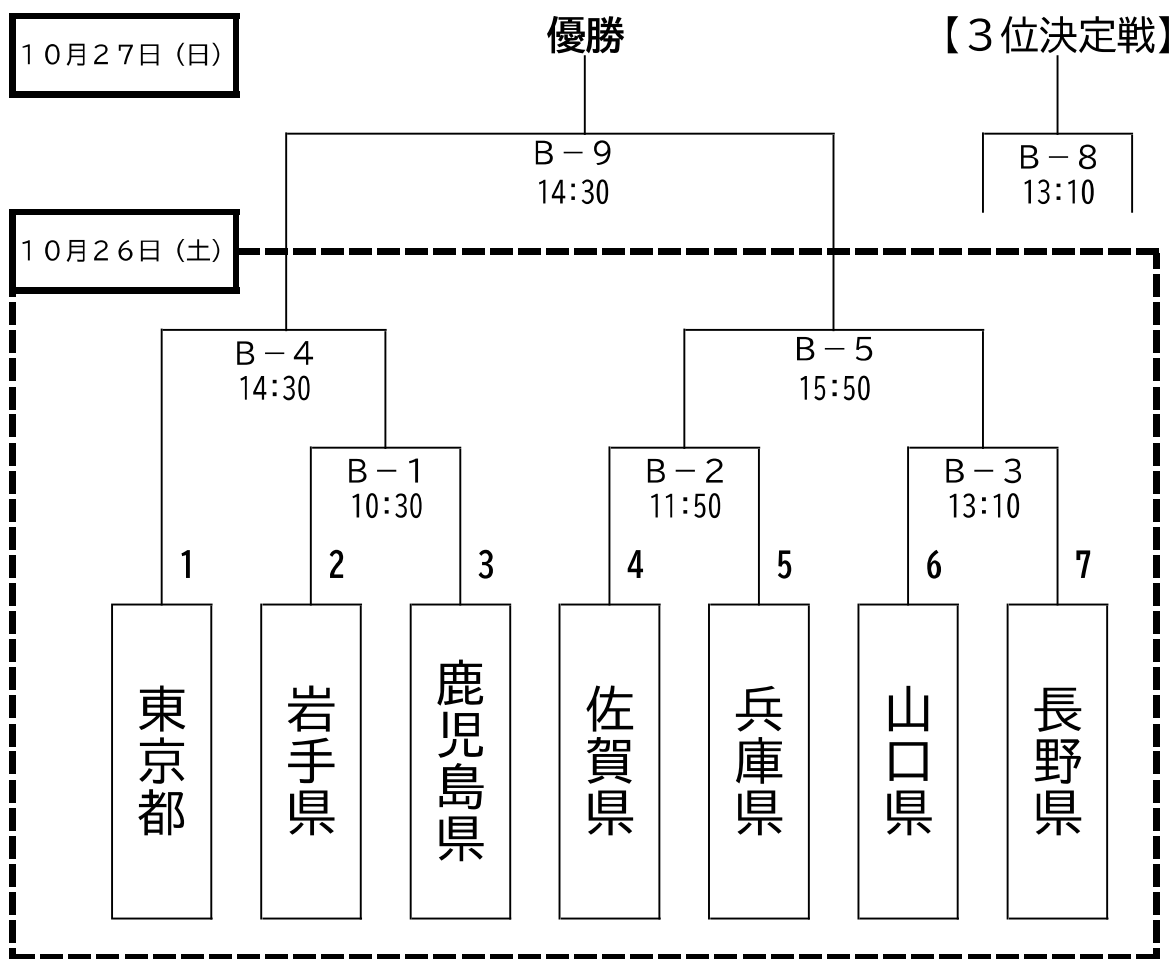 10月27日（日）
優勝
【３位決定戦】
Ｂ－９
14:30
Ｂ－８
13:10
10月26日（土）
Ｂ－４
14:30
Ｂ－５
15:50
Ｂ－１
10:30
Ｂ－２
11:50
Ｂ－３
13:10
1
2
3
4
5
6
7
東京都
岩手県
鹿児島県
佐賀県
兵庫県
山口県
長野県